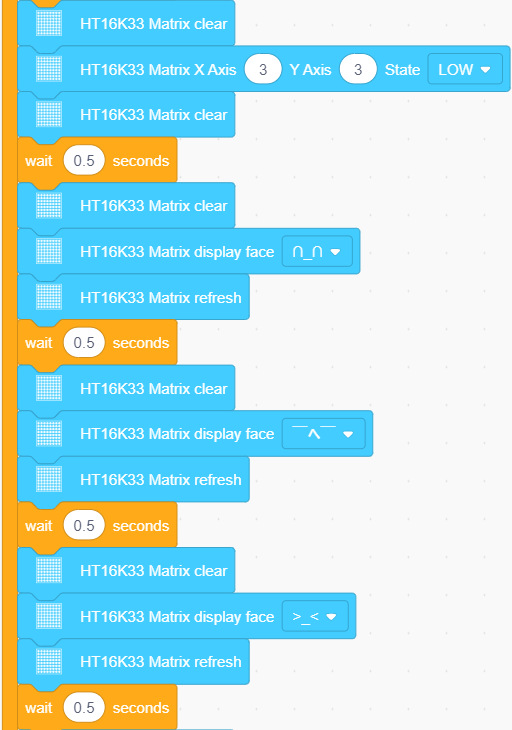 HT16K33 Matrix clear
HT16K33 Matrix X Axis 3 Y Axis 3 State LOW
HT16K33 Matrix clear
wait 0.5 seconds
HT16K33 Matrix clear
HT16K33 Matrix display face ᑎ_ᑎ
HT16K33 Matrix refresh
wait 0.5 seconds
HT16K33 Matrix clear
HT16K33 Matrix display face ￣ʌ￣
HT16K33 Matrix refresh
wait 0.5 seconds
HT16K33 Matrix clear
HT16K33 Matrix display face >_<
HT16K33 Matrix refresh
wait 0.5 seconds